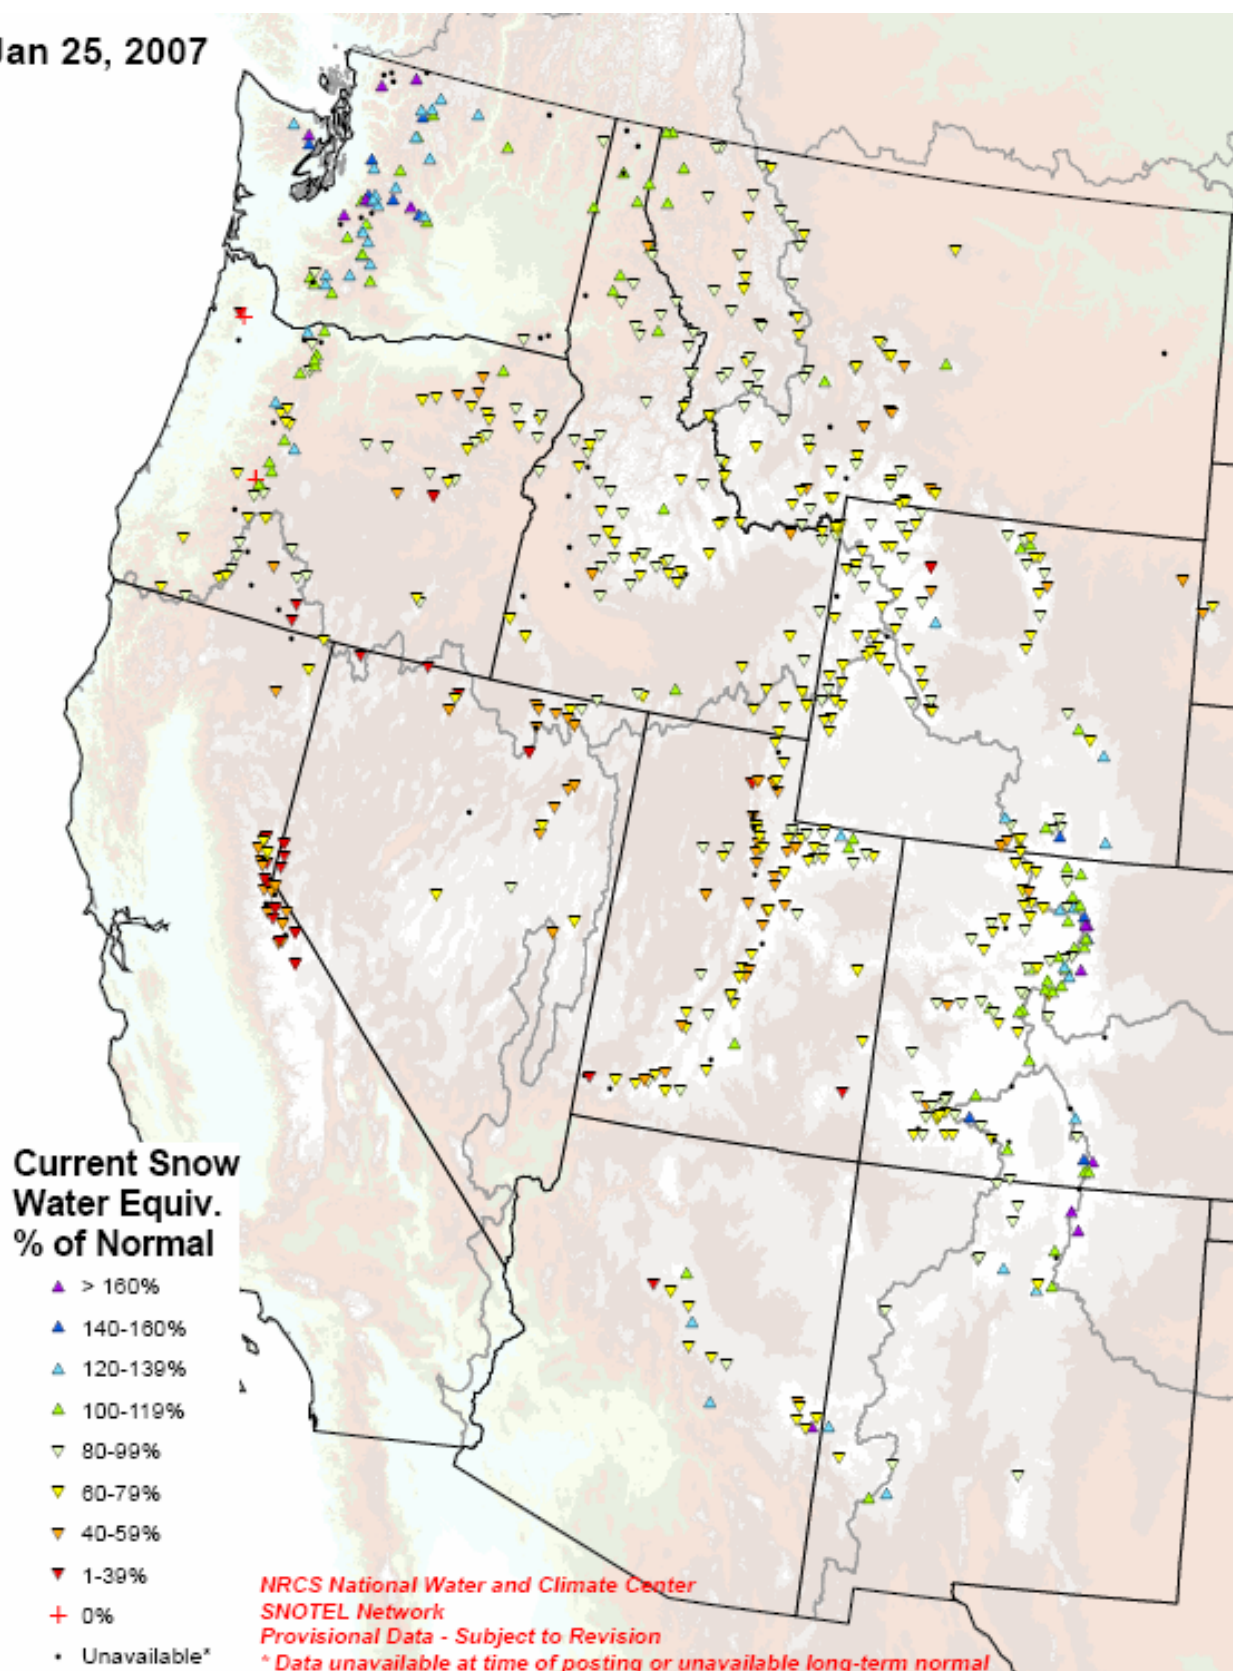 Jan 25, 2007
Current Snow
Water Equiv.
% of Normal
> 160%
140-160%
120-139%
100-119%
80-99%
60-79%
40-59%
1-39%
0%
Unavailable*
NRCS National Water and Climate Center
SNOTEL Network
Provisional Data - Subject to Revision
* Data unavailable at time of posting or unavailable long-term normal